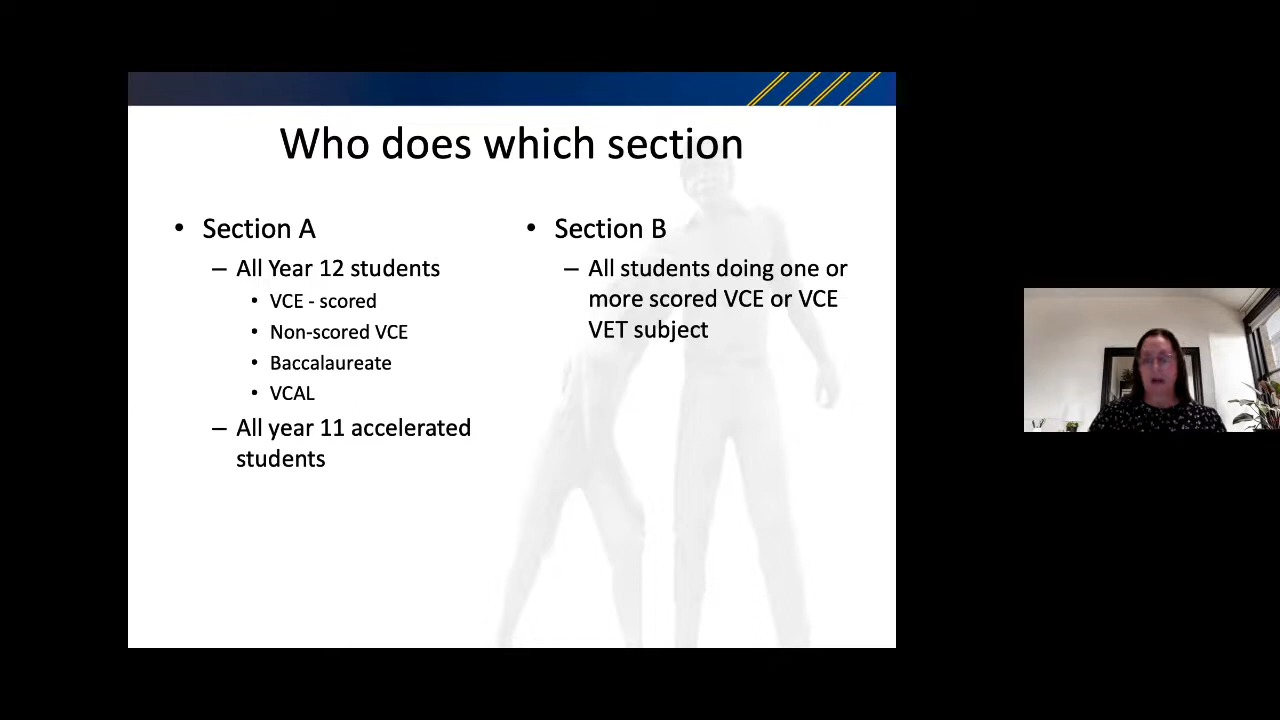 Who does which section
• Section A
– All Year 12 students
• VCE - scored
• Non-scored VCE
• Baccalaureate
• VCAL
– All year 11 accelerated
students
• Section B
– All students doing one or
more scored VCE or VCE
VET subject